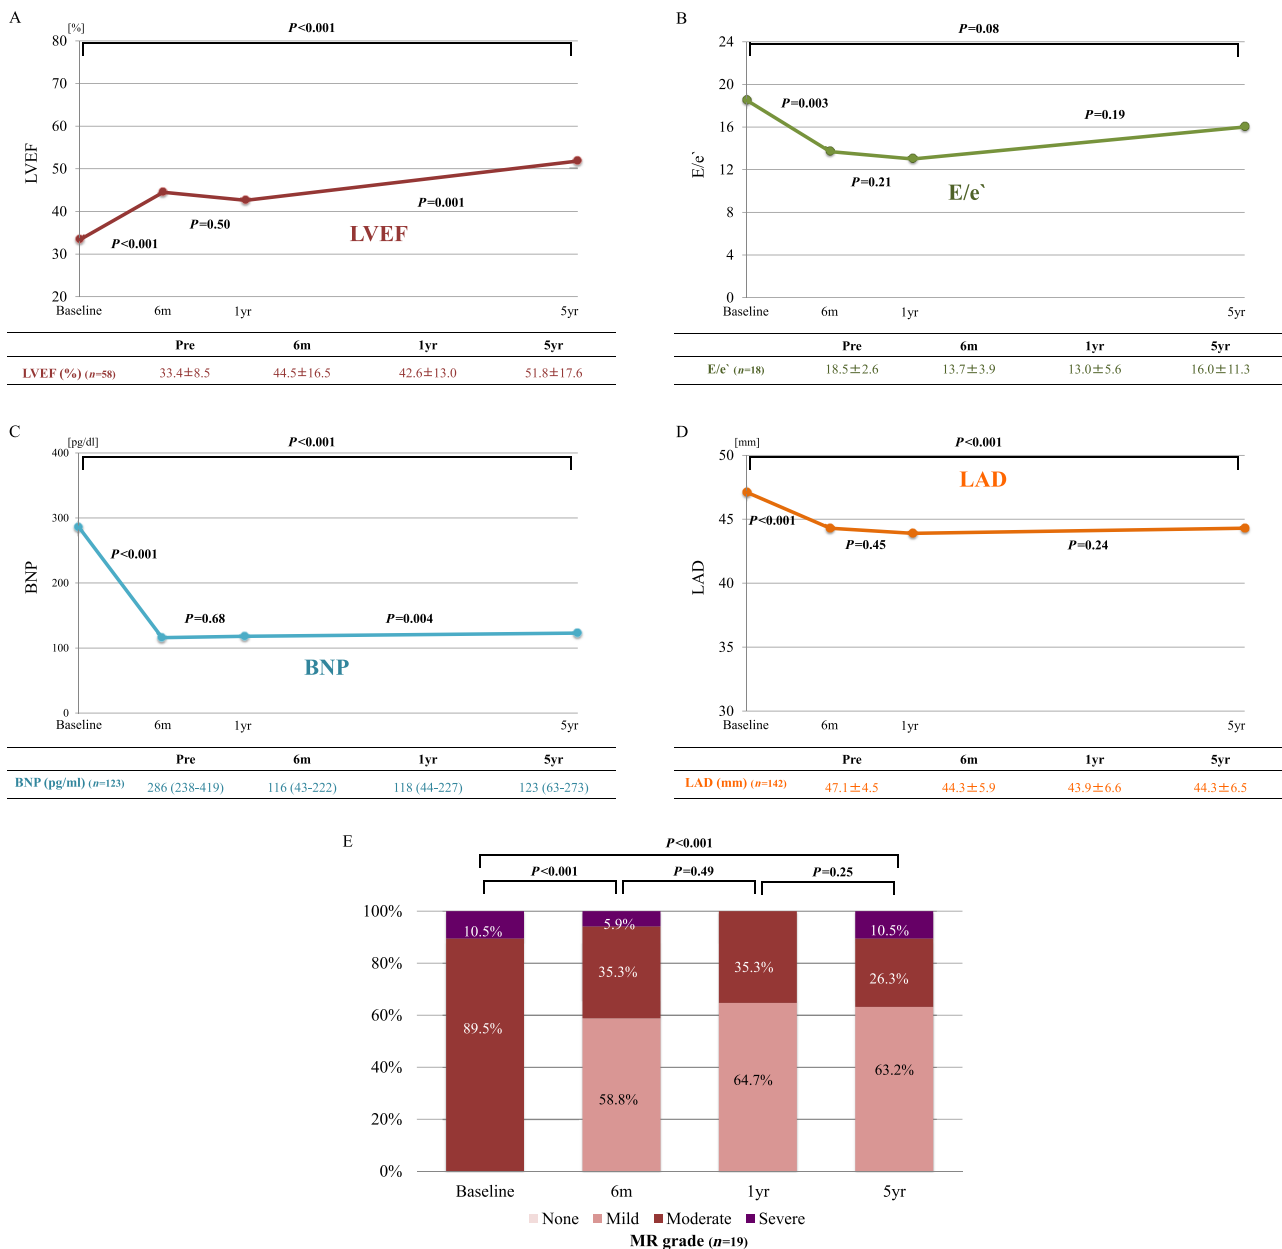 A
[%]
P<0.001
80
70
60
50
40
30
20
LVEF
P<0.001
P=0.50
P=0.001
LVEF
Baseline 6m 1yr 5yr
Pre 6m 1yr 5yr
LVEF (%) (n=58) 33.4±8.5 44.5±16.5 42.6±13.0 51.8±17.6
B
P=0.08
24
20
16
12
8
4
0
E/e`
P=0.003
P=0.21
P=0.19
E/e`
Baseline 6m 1yr 5yr
Pre 6m 1yr 5yr
E/e` (n=18) 18.5±2.6 13.7±3.9 13.0±5.6 16.0±11.3
C
[pg/dl]
P<0.001
400
300
200
100
0
BNP
P<0.001
P=0.68
P=0.004
BNP
Baseline 6m 1yr 5yr
Pre 6m 1yr 5yr
BNP (pg/ml) (n=123) 286 (238-419) 116 (43-222) 118 (44-227) 123 (63-273)
D
[mm]
P<0.001
LAD
50
45
40
35
30
LAD
P<0.001
P=0.45
P=0.24
Baseline 6m 1yr 5yr
Pre 6m 1yr 5yr
LAD (mm) (n=142) 47.1±4.5 44.3±5.9 43.9±6.6 44.3±6.5
E
P<0.001
P<0.001 P=0.49 P=0.25
100%
80%
60%
40%
20%
0%
10.5% 5.9% 10.5%
35.3% 35.3% 26.3%
89.5%
58.8% 64.7% 63.2%
Baseline 6m 1yr 5yr
None Mild Moderate Severe
MR grade (n=19)